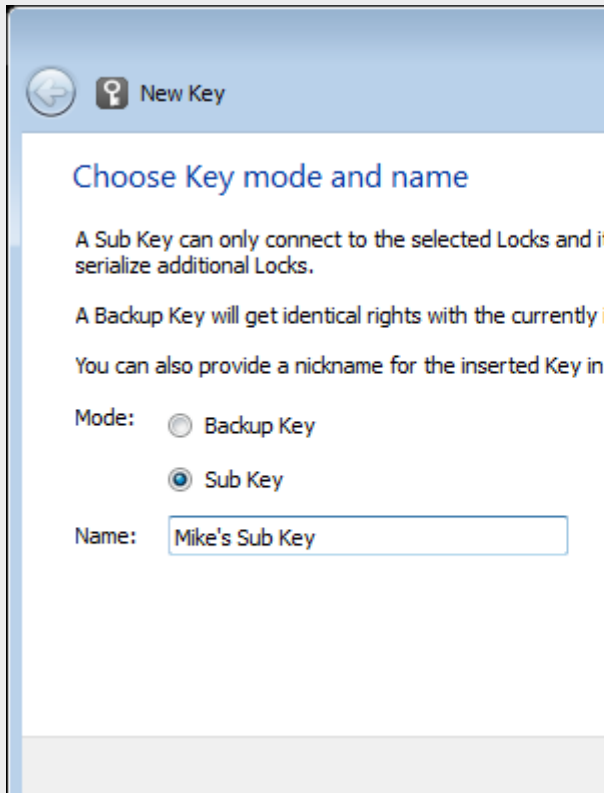 New Key
Choose Key mode and name
A Sub Key can only connect to the selected Locks and
serialize additional Locks.
A Backup Key will get identical rights with the currently
You can also provide a nickname for the inserted Key in
Mode:
Backup Key
Sub Key
Name:
Mike's Sub Key